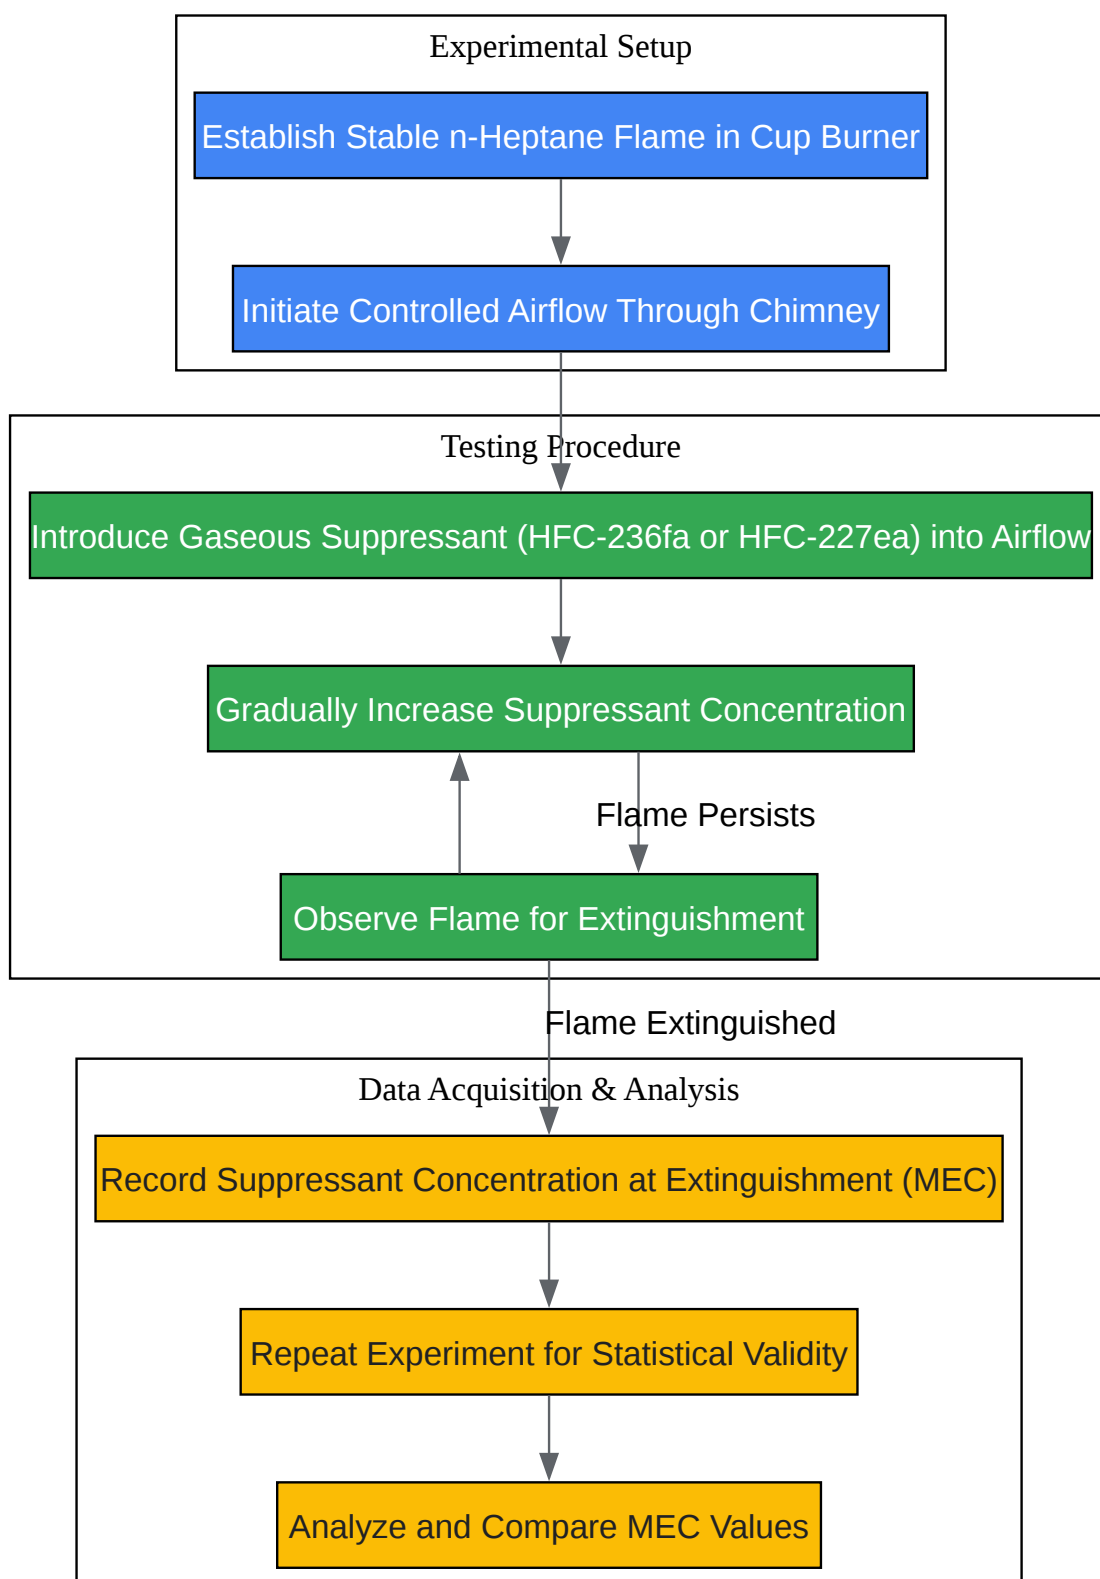 Experimental Setup
Establish Stable n-Heptane Flame in Cup Burner
Initiate Controlled Airflow Through Chimney
Testing Procedure
Introduce Gaseous Suppressant (HFC-236fa or HFC-227ea) into Airflow
Gradually Increase Suppressant Concentration
Flame Persists
Observe Flame for Extinguishment
Flame Extinguished
Data Acquisition & Analysis
Record Suppressant Concentration at Extinguishment (MEC)
Repeat Experiment for Statistical Validity
Analyze and Compare MEC Values